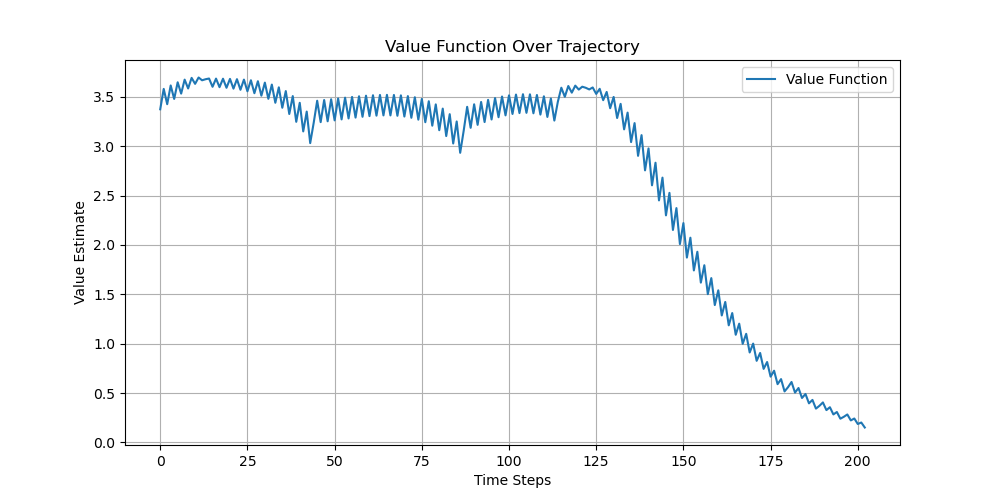 Value Function Over Trajectory
Value Function
Value Estimate
3.5
3.0
2.5
2.0
1.5
1.0
0.5
0.0
0 25 50 75 100 125 150 175 200
Time Steps